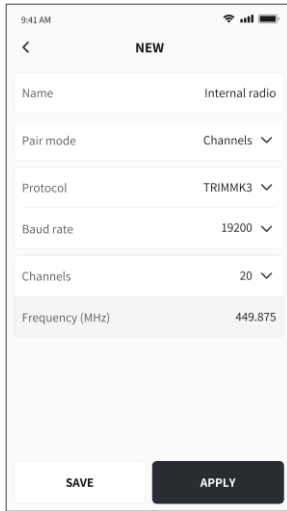 9:41 AM
NEW
Name Internal radio
Pair mode Channels
Protocol TRIMMK3
Baud rate 19200
Channels 20
Frequency (MHz) 449.875
SAVE APPLY